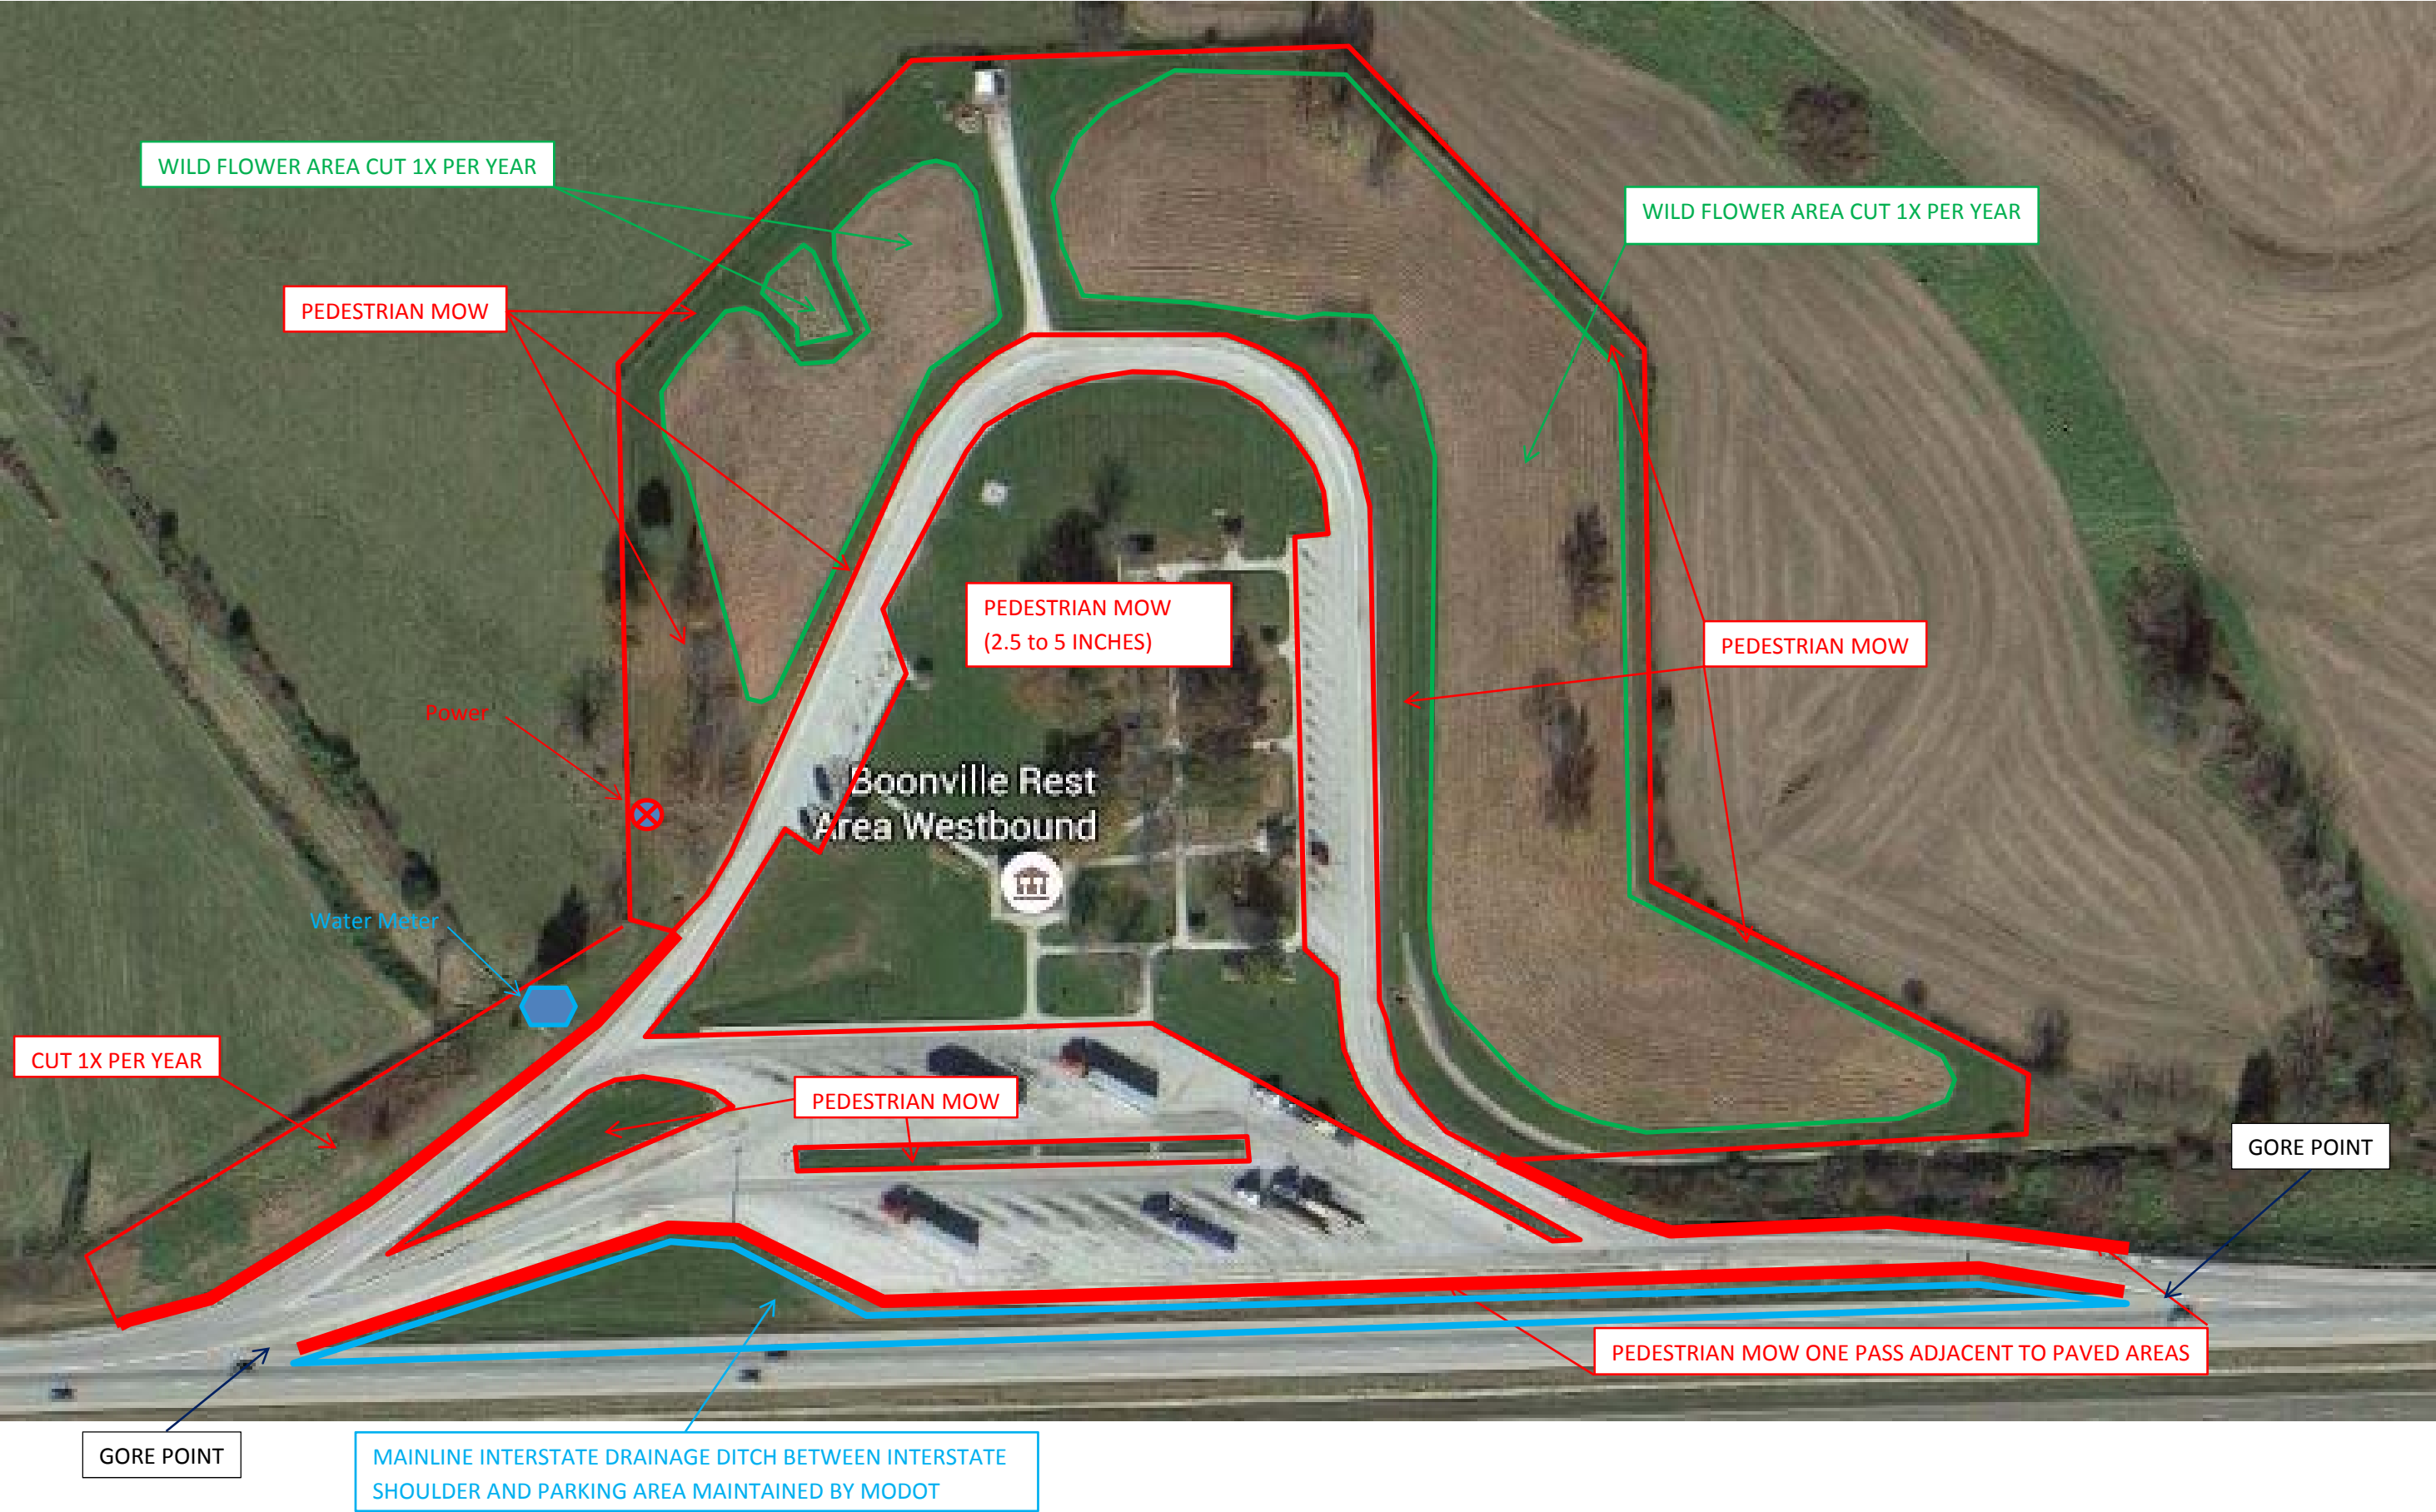 WILD FLOWER AREA CUT 1X PER YEAR
WILD FLOWER AREA CUT 1X PER YEAR
PEDESTRIAN MOW
PEDESTRIAN MOW
(2.5 to 5 INCHES)
PEDESTRIAN MOW
Power
Boonville Rest
Area Westbound
Water Meter
CUT 1X PER YEAR
PEDESTRIAN MOW
GORE POINT
PEDESTRIAN MOW ONE PASS ADJACENT TO PAVED AREAS
GORE POINT
MAINLINE INTERSTATE DRAINAGE DITCH BETWEEN INTERSTATE
SHOULDER AND PARKING AREA MAINTAINED BY MODOT